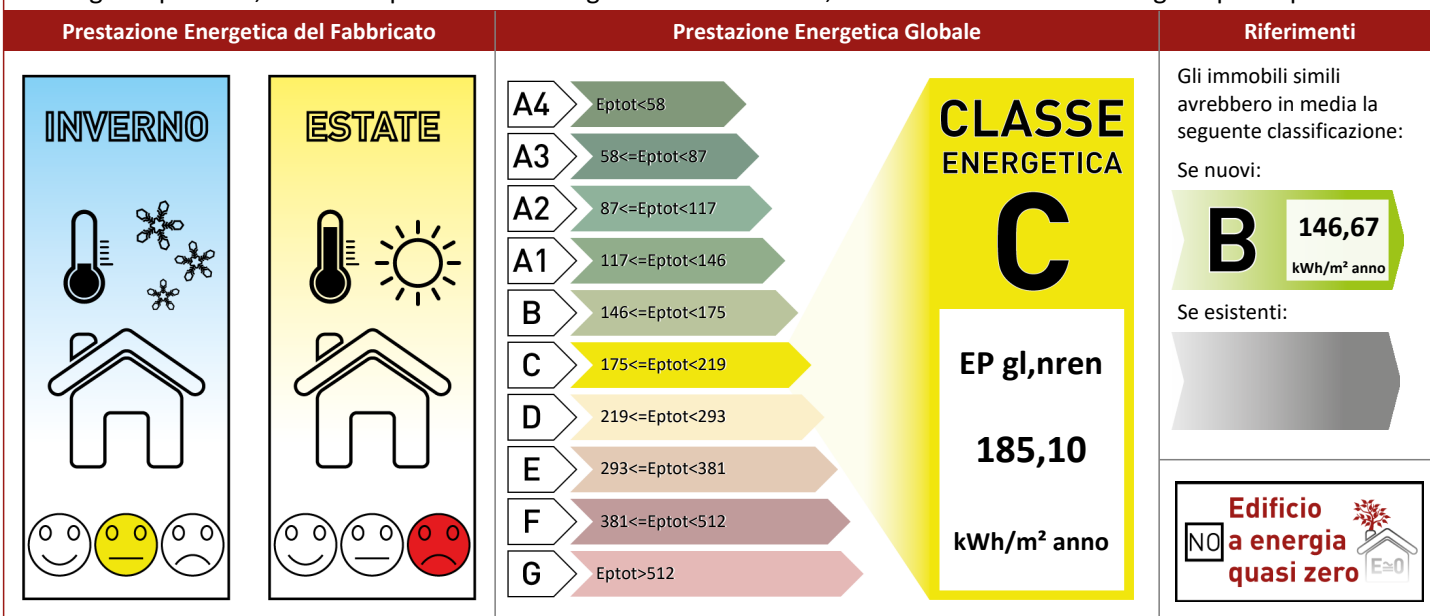 Prestazione Energetica del Fabbricato
Prestazione Energetica Globale
Riferimenti
INVERNO
ESTATE
A4 Eptot<58
A3 58<=Eptot<87
A2 87<=Eptot<117
A1 117<=Eptot<146
B 146<=Eptot<175
C 175<=Eptot<219
D 219<=Eptot<293
E 293<=Eptot<381
F 381<=Eptot<512
G Eptot>512
CLASSE
ENERGETICA
C
EP gl,nren
185,10
kWh/m² anno
Gli immobili simili
avrebbero in media la
seguente classificazione:
Se nuovi:
B
146,67
kWh/m² anno
Se esistenti:
Edificio
NO a energia
quasi zero
E≅0